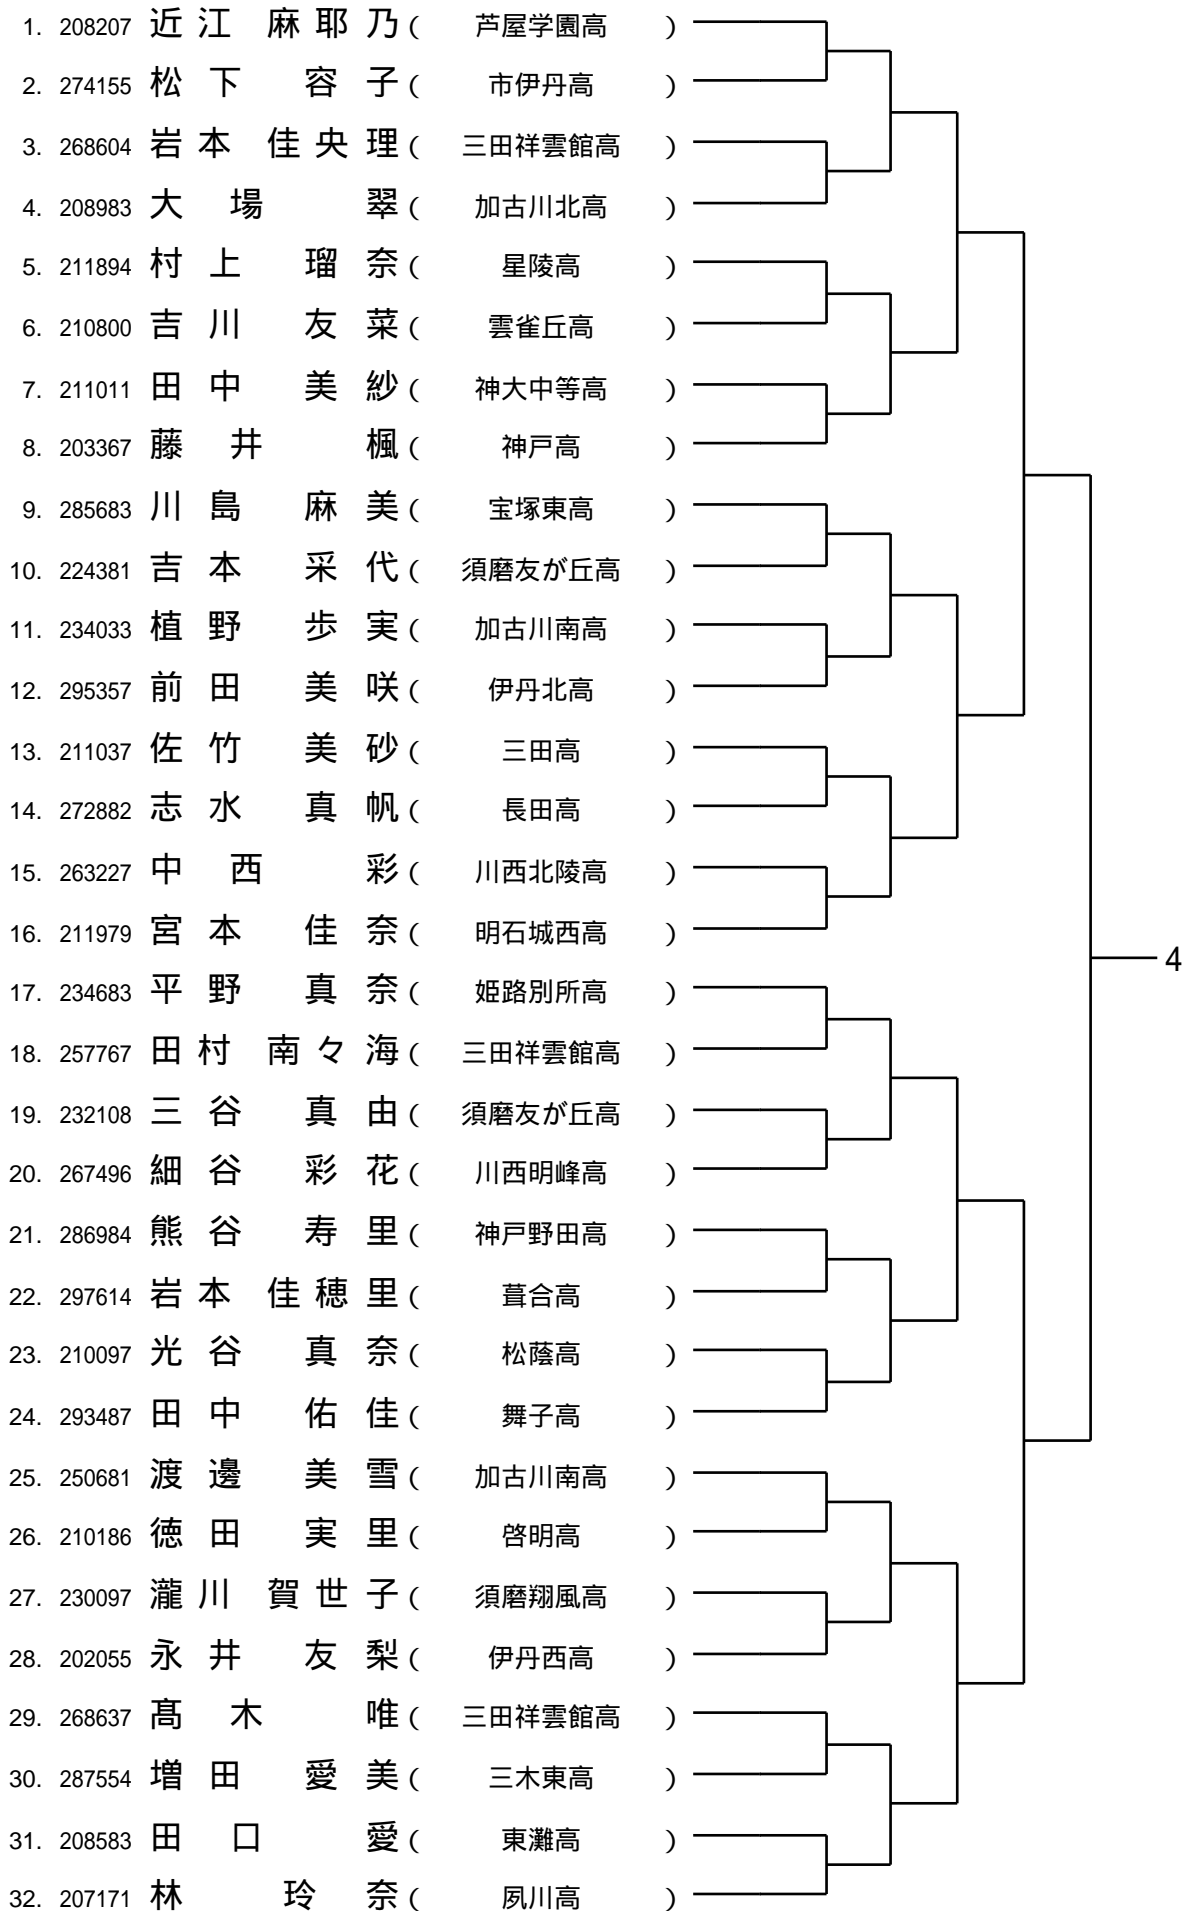 1. 208207 近江 麻耶乃 ( 芦屋学園高 )
2. 274155 松下 容子 ( 市伊丹高 )
3. 268604 岩本 佳央理 ( 三田祥雲館高 )
4. 208983 大場 翠 ( 加古川北高 )
5. 211894 村上 瑠奈 ( 星陵高 )
6. 210800 吉川 友菜 ( 雲雀丘高 )
7. 211011 田中 美紗 ( 神大中等高 )
8. 203367 藤井 楓 ( 神戸高 )
9. 285683 川島 麻美 ( 宝塚東高 )
10. 224381 吉本 采代 ( 須磨友が丘高 )
11. 234033 植野 歩実 ( 加古川南高 )
12. 295357 前田 美咲 ( 伊丹北高 )
13. 211037 佐竹 美砂 ( 三田高 )
14. 272882 志水 真帆 ( 長田高 )
15. 263227 中西 彩 ( 川西北陵高 )
16. 211979 宮本 佳奈 ( 明石城西高 )
4
17. 234683 平野 真奈 ( 姫路別所高 )
18. 257767 田村 南々海 ( 三田祥雲館高 )
19. 232108 三谷 真由 ( 須磨友が丘高 )
20. 267496 細谷 彩花 ( 川西明峰高 )
21. 286984 熊谷 寿里 ( 神戸野田高 )
22. 297614 岩本 佳穂里 ( 葺合高 )
23. 210097 光谷 真奈 ( 松蔭高 )
24. 293487 田中 佑佳 ( 舞子高 )
25. 250681 渡邊 美雪 ( 加古川南高 )
26. 210186 徳田 実里 ( 啓明高 )
27. 230097 瀧川 賀世子 ( 須磨翔風高 )
28. 202055 永井 友梨 ( 伊丹西高 )
29. 268637 髙木 唯 ( 三田祥雲館高 )
30. 287554 増田 愛美 ( 三木東高 )
31. 208583 田口 愛 ( 東灘高 )
32. 207171 林 玲奈 ( 夙川高 )